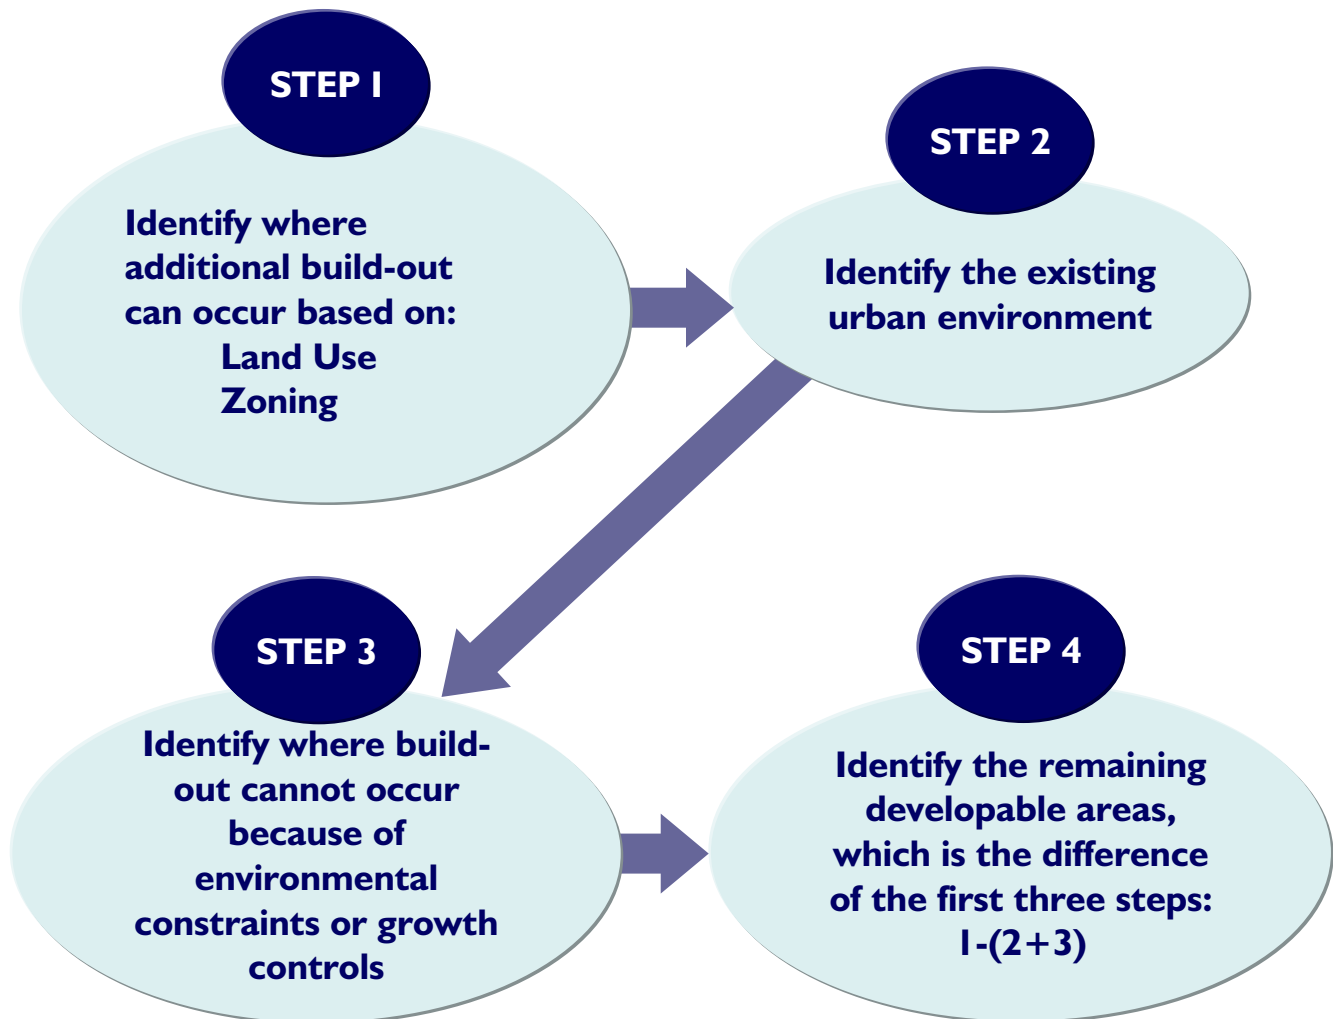 STEP 1
Identify where
additional build-out
can occur based on:
Land Use
Zoning
STEP 2
Identify the existing
urban environment
STEP 3
Identify where build-
out cannot occur
because of
environmental
constraints or growth
controls
STEP 4
Identify the remaining
developable areas,
which is the difference
of the first three steps:
1-(2+3)